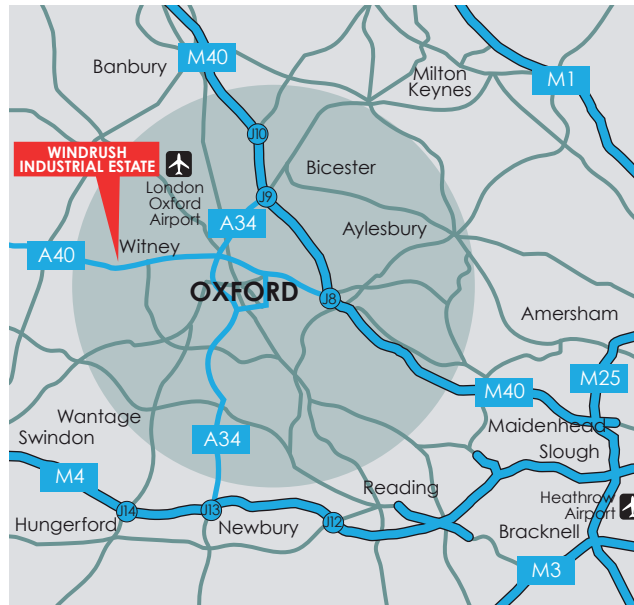 M40
Banbury
Milton
Keynes
M1
J10
WINDRUSH
INDUSTRIAL ESTATE
London
Oxford
Airport
Bicester
J9
A34
Aylesbury
A40
Witney
OXFORD
J8
Amersham
M25
M40
Wantage
Maidenhead
Swindon
A34
Slough
M4
Reading
Heathrow
Airport
J14
J13
Hungerford
Newbury
J12
Bracknell
M3